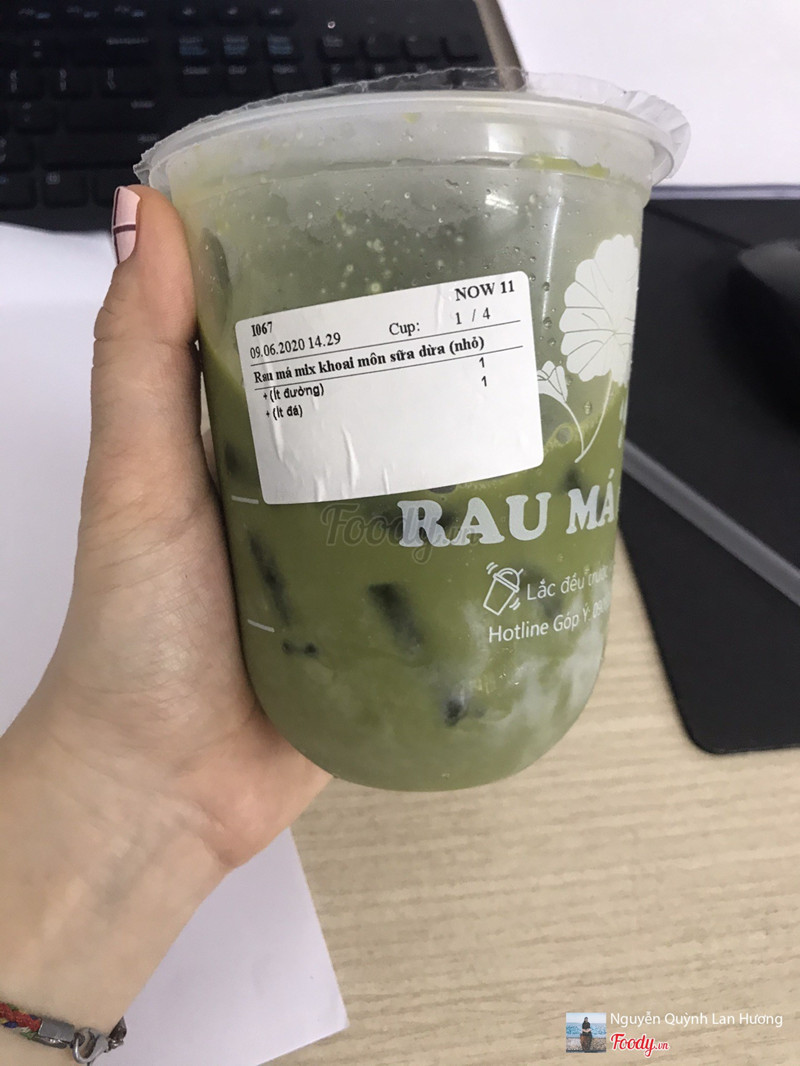 NOW 11
I067
09.06.2020 14.29 Cup: 1 / 4
Rau má mix khoai môn sữa dừa (nhỏ)
+ (Ít đường) 1
+ (Ít đá) 1
Foody.vn
RAU MÁ
Lắc đều trước
Hotline Góp Ý:
Nguyễn Quỳnh Lan Hương
Foody.vn